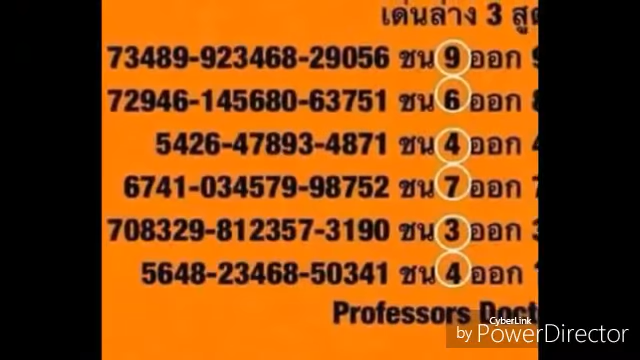 เด่นล่าง 3
73489-923468-29056 ชน 9 ออก
72946-145680-63751 ชน 6 ออก
5426-47893-4871 ชน 4 ออก
6741-034579-98752 ชน 7 ออก
708329-812357-3190 ชน 3 ออก
5648-23468-50341 ชน 4 ออก
Professors
CyberLink
by PowerDirector